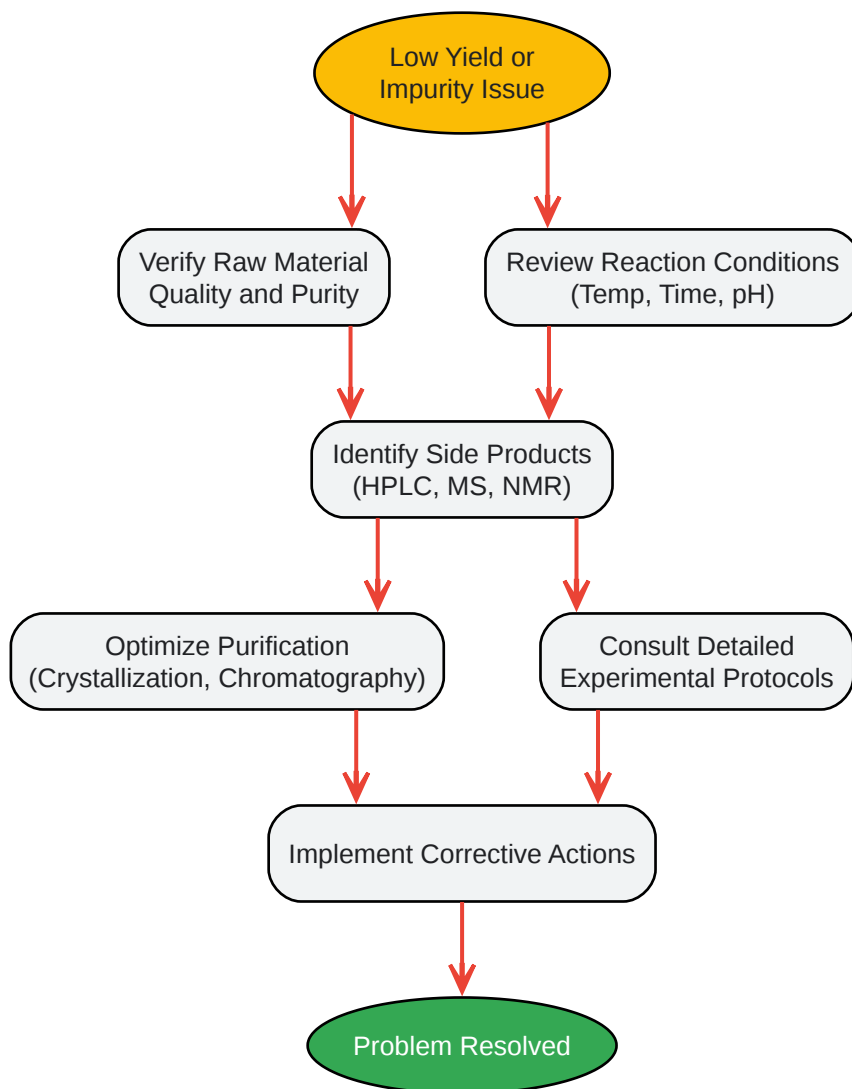 Low Yield or
Impurity Issue
Verify Raw Material
Quality and Purity
Review Reaction Conditions
(Temp, Time, pH)
Identify Side Products
(HPLC, MS, NMR)
Optimize Purification
(Crystallization, Chromatography)
Consult Detailed
Experimental Protocols
Implement Corrective Actions
Problem Resolved